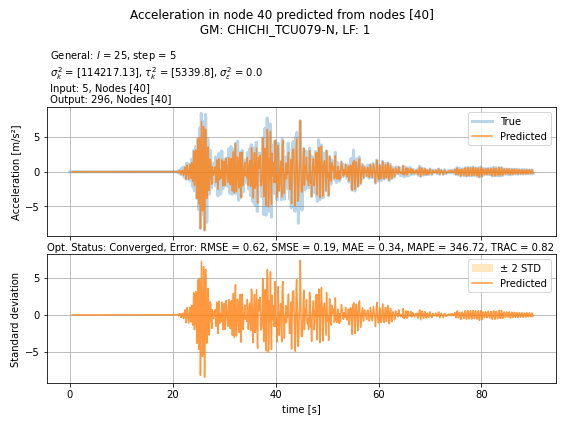 Acceleration in node 40 predicted from nodes [40]
GM: CHICHI_TCU079-N, LF: 1
General: l = 25, step = 5
σ²ₖ = [114217.13], τ²ₖ = [5339.8], σ²ε = 0.0
Input: 5, Nodes [40]
Output: 296, Nodes [40]
Acceleration [m/s²]
5
0
−5
True
Predicted
Opt. Status: Converged, Error: RMSE = 0.62, SMSE = 0.19, MAE = 0.34, MAPE = 346.72, TRAC = 0.82
Standard deviation
5
0
−5
± 2 STD
Predicted
0 20 40 60 80
time [s]